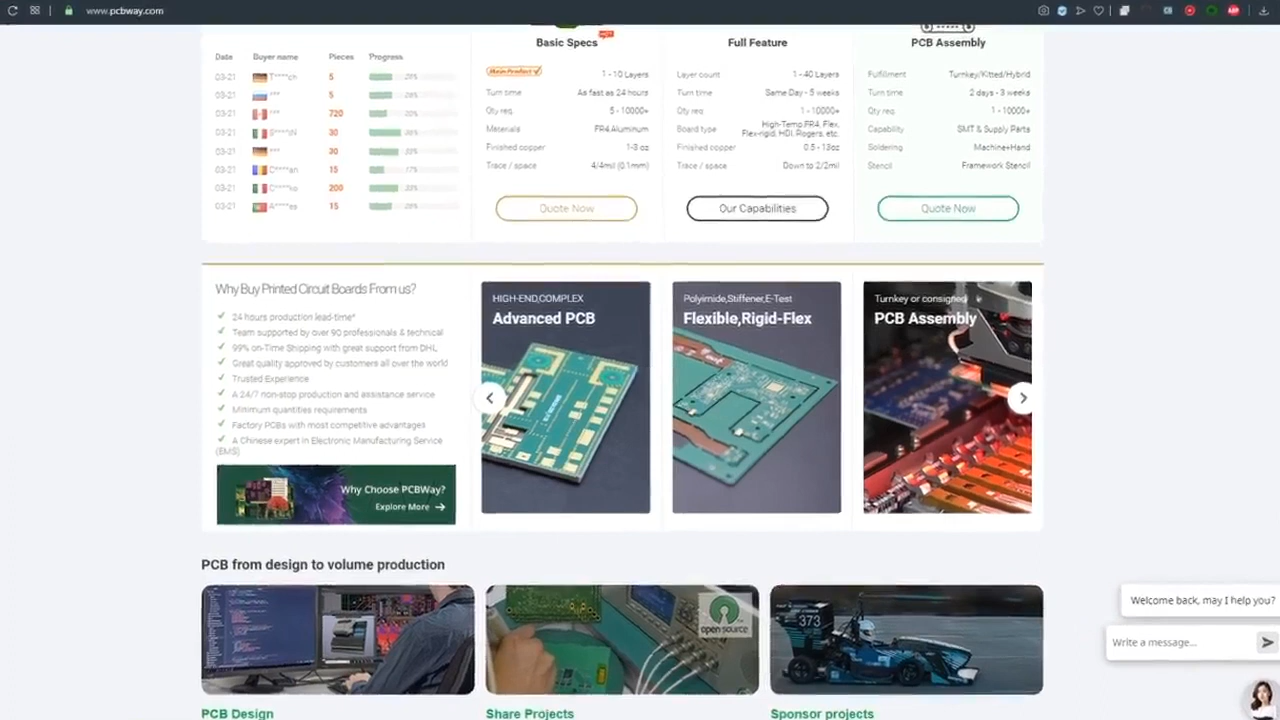 www.pcbway.com
Basic Specs
HOT
Full Feature
PCB Assembly
Date Buyer name Pieces Progress
03-21 T****ch 5
03-21 *** 5
03-21 *** 720
03-21 30
03-21 *** 30
03-21 C****an 15
03-21 C****ko 200
03-21 A****es 15
Main Product 1 - 10 Layers
Turn time As fast as 24 hours
Qty req. 5 - 10000+
Materials FR4,Aluminum
Finished copper 1-3 oz
Trace / space 4/4mil (0.1mm)
Quote Now
Layer count 1 - 40 Layers
Turn time Same Day - 5 weeks
Qty req. 1 - 10000+
Board type High-Temp.FR4, Flex,
Flex-rigid, HDI, Rogers, etc.
Finished copper 0.5 - 13oz
Trace / space Down to 2/2mil
Our Capabilities
Fulfillment Turnkey/Kitted/Hybrid
Turn time 2 days - 3 weeks
Qty req. 1 - 10000+
Capability SMT & Supply Parts
Soldering Machine+Hand
Stencil Framework Stencil
Quote Now
Why Buy Printed Circuit Boards From us?
24 hours production lead-time*
Team supported by over 90 professionals & technical
99% on-Time Shipping with great support from DHL
Great quality approved by customers all over the world
Trusted Experience
A 24/7 non-stop production and assistance service
Minimum quantities requirements
Factory PCBs with most competitive advantages
A Chinese expert in Electronic Manufacturing Service
(EMS)
Why Choose PCBWay?
Explore More
HIGH-END,COMPLEX
Advanced PCB
Polyimide,Stiffener,E-Test
Flexible,Rigid-Flex
Turnkey or consigned
PCB Assembly
PCB from design to volume production
open source
373
PCB Design
Share Projects
Sponsor projects
Welcome back, may I help you?
Write a message...